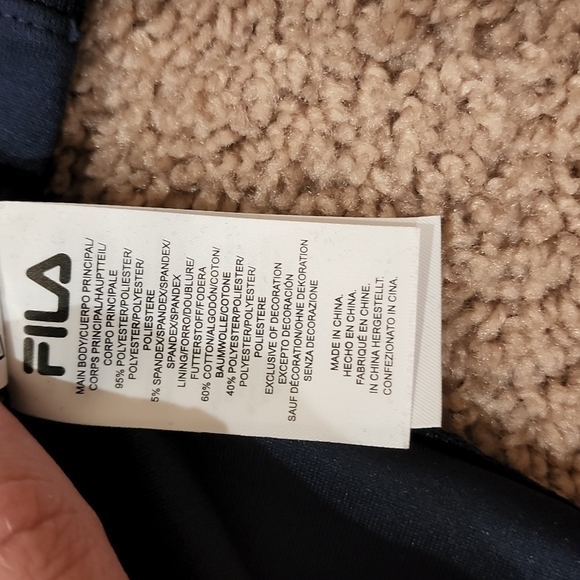 FILA
MAIN BODY/CUERPO PRINCIPAL/
CORPS PRINCIPAL/HAUPTTEIL/
CORPO PRINCIPALE
95% POLYESTER/POLIESTER/
POLYESTER/POLYESTER/
POLIESTERE
5% SPANDEX/SPANDEX/SPANDEX/
SPANDEX/SPANDEX
LINING/FORRO/DOUBLURE/
FUTTERSTOFF/FODERA
60% COTTON/ALGODÓN/COTON/
BAUMWOLLE/COTONE
40% POLYESTER/POLIESTER/
POLYESTER/POLYESTER/
POLIESTERE
EXCLUSIVE OF DECORATION
EXCEPTO DECORACIÓN
SAUF DÉCORATION/OHNE DEKORATION
SENZA DECORAZIONE
MADE IN CHINA.
HECHO EN CHINA.
FABRIQUÉ EN CHINE.
IN CHINA HERGESTELLT.
CONFEZIONATO IN CINA.